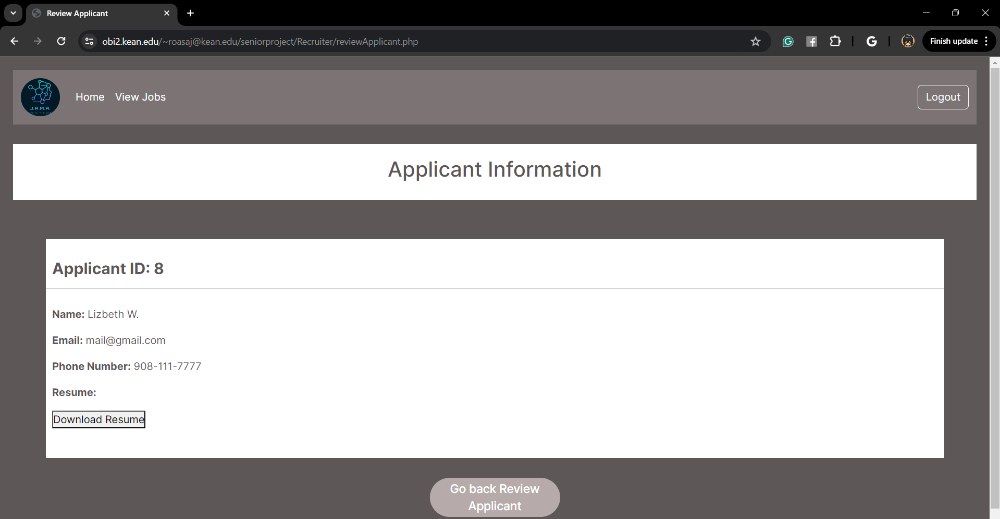 Review Applicant
obi2.kean.edu/~roasaj@kean.edu/seniorproject/Recruiter/reviewApplicant.php
Finish update
J.A.M.A.
Home View Jobs
Logout
Applicant Information
Applicant ID: 8
Name: Lizbeth W.
Email: mail@gmail.com
Phone Number: 908-111-7777
Resume:
Download Resume
Go back Review
Applicant